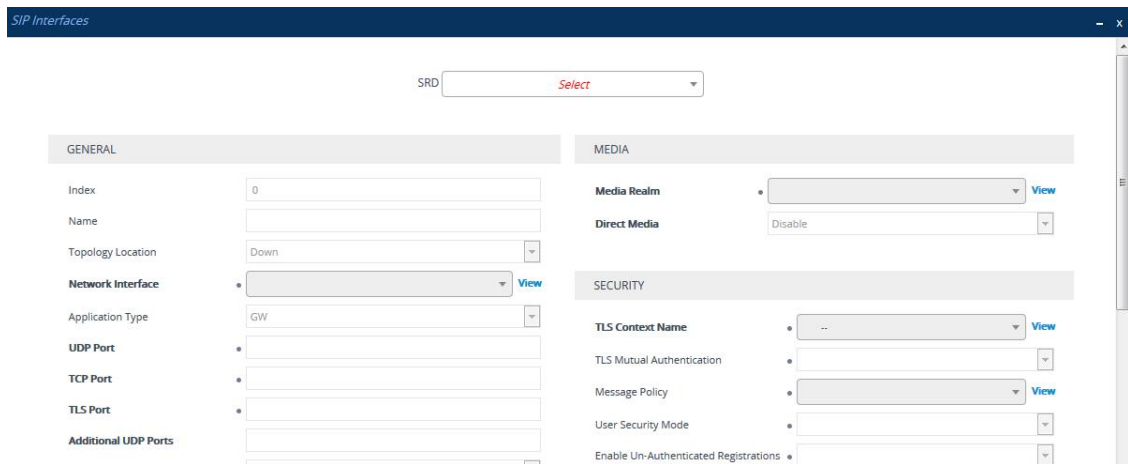 SIP Interfaces
– x
SRD Select
GENERAL
Index 0
Name
Topology Location Down
Network Interface View
Application Type GW
UDP Port
TCP Port
TLS Port
Additional UDP Ports
MEDIA
Media Realm View
Direct Media Disable
SECURITY
TLS Context Name -- View
TLS Mutual Authentication
Message Policy View
User Security Mode
Enable Un-Authenticated Registrations